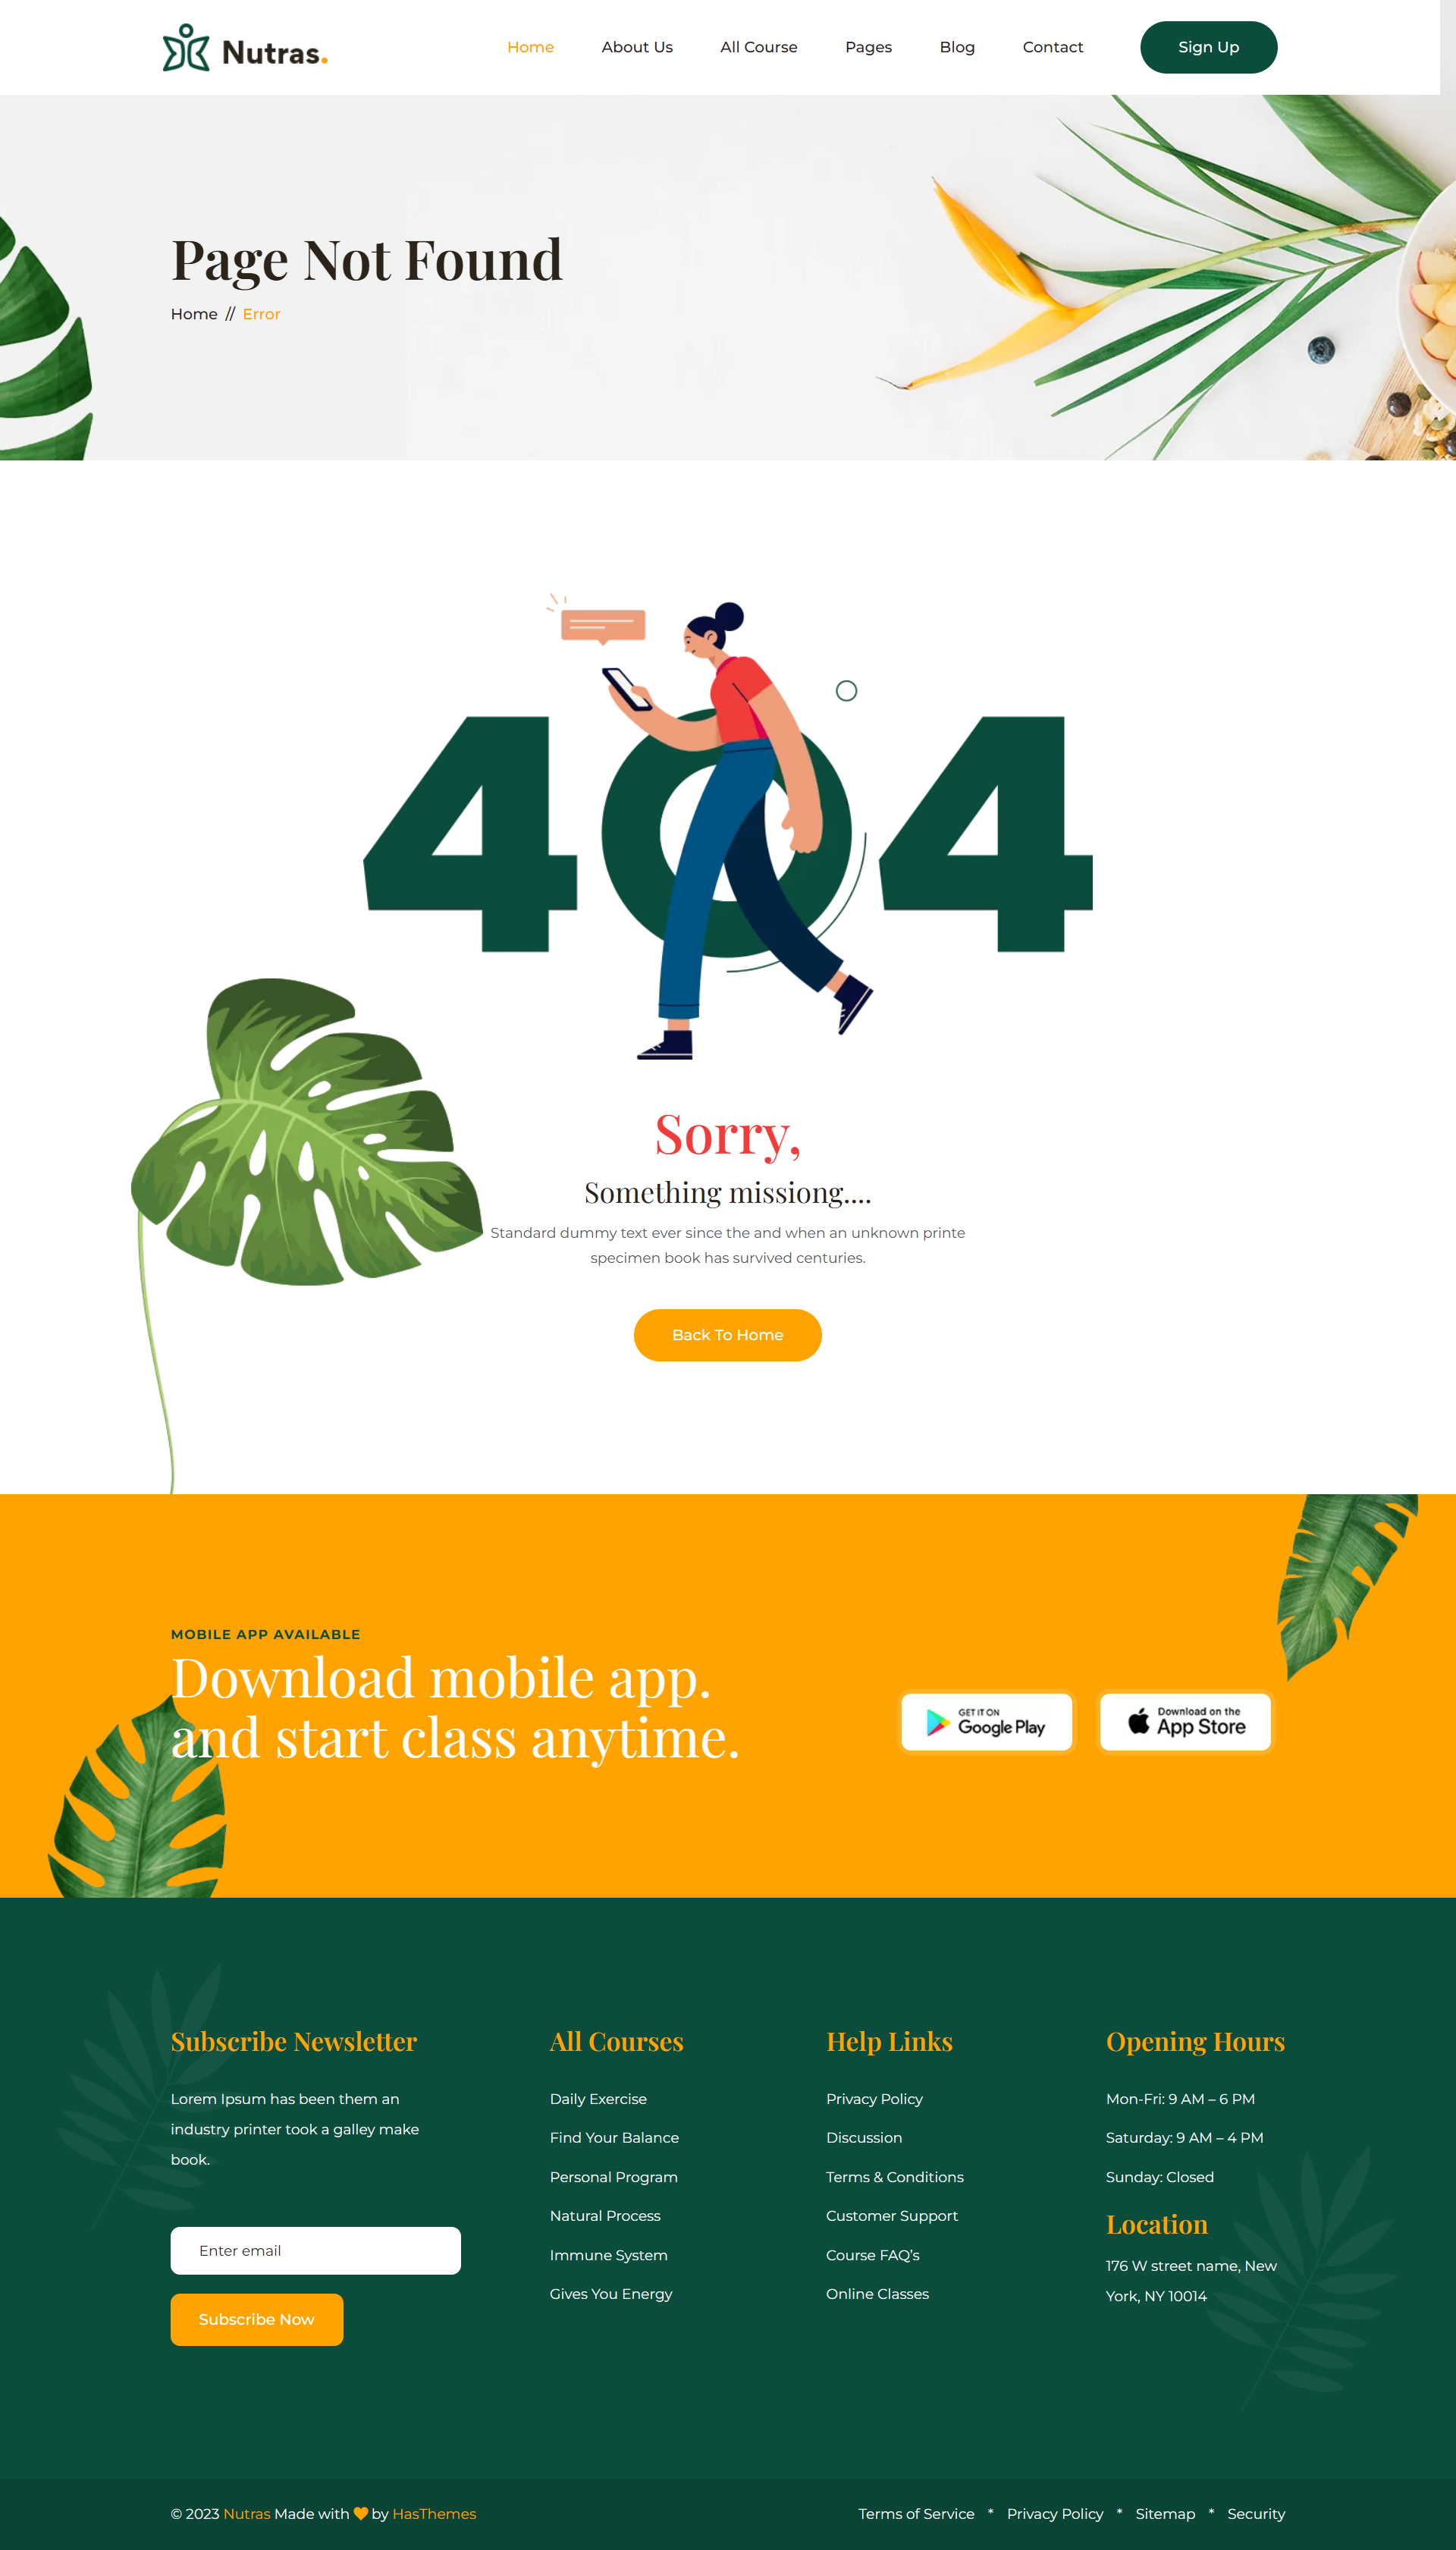 Nutras.
Home
About Us
All Course
Pages
Blog
Contact
Sign Up
Page Not Found
Home // Error
404
Sorry,
Something missiong....
Standard dummy text ever since the and when an unknown printe
specimen book has survived centuries.
Back To Home
MOBILE APP AVAILABLE
Download mobile app.
and start class anytime.
GET IT ON
Google Play
Download on the
App Store
Subscribe Newsletter
Lorem Ipsum has been them an
industry printer took a galley make
book.
Enter email
Subscribe Now
All Courses
Daily Exercise
Find Your Balance
Personal Program
Natural Process
Immune System
Gives You Energy
Help Links
Privacy Policy
Discussion
Terms & Conditions
Customer Support
Course FAQ’s
Online Classes
Opening Hours
Mon-Fri: 9 AM – 6 PM
Saturday: 9 AM – 4 PM
Sunday: Closed
Location
176 W street name, New
York, NY 10014
© 2023 Nutras Made with 🧡 by HasThemes
Terms of Service * Privacy Policy * Sitemap * Security